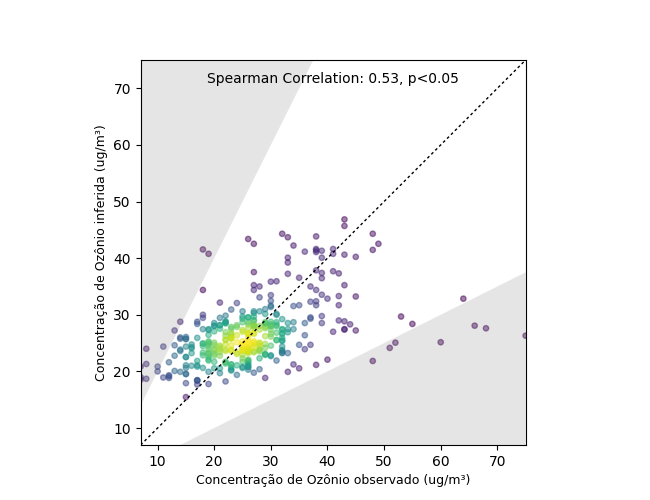 Spearman Correlation: 0.53, p<0.05
Concentração de Ozônio inferida (ug/m³)
70
60
50
40
30
20
10
10 20 30 40 50 60 70
Concentração de Ozônio observado (ug/m³)